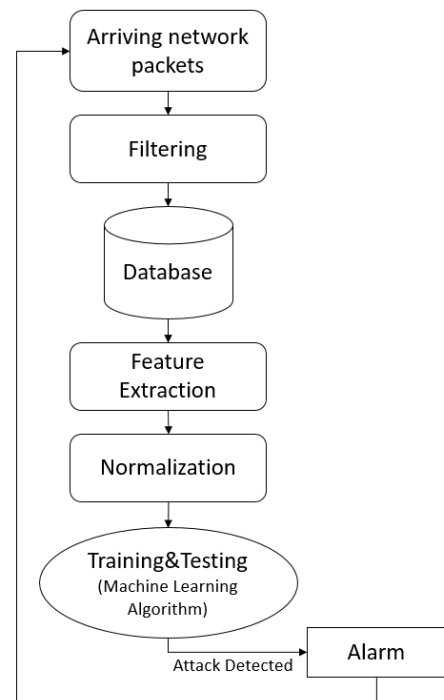 Arriving network
packets
Filtering
Database
Feature
Extraction
Normalization
Training&Testing
(Machine Learning
Algorithm)
Attack Detected
Alarm